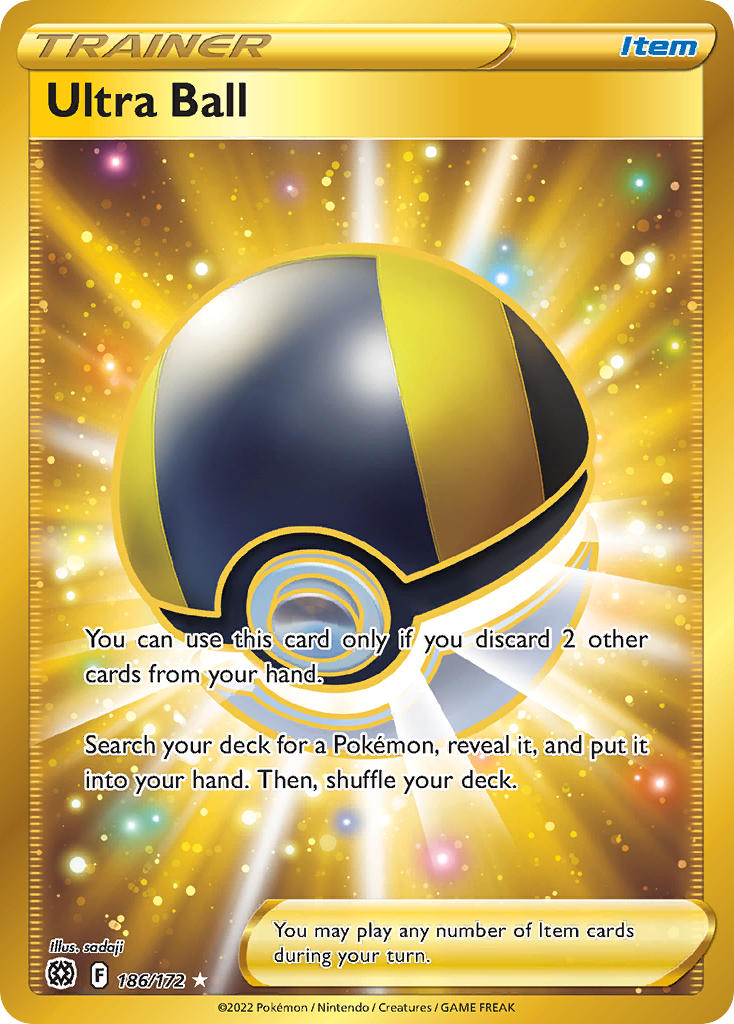 TRAINER
Item
Ultra Ball
You can use this card only if you discard 2 other
cards from your hand.
Search your deck for a Pokémon, reveal it, and put it
into your hand. Then, shuffle your deck.
You may play any number of Item cards
during your turn.
Illus. sadaji
F 186/172 ★
©2022 Pokémon / Nintendo / Creatures / GAME FREAK